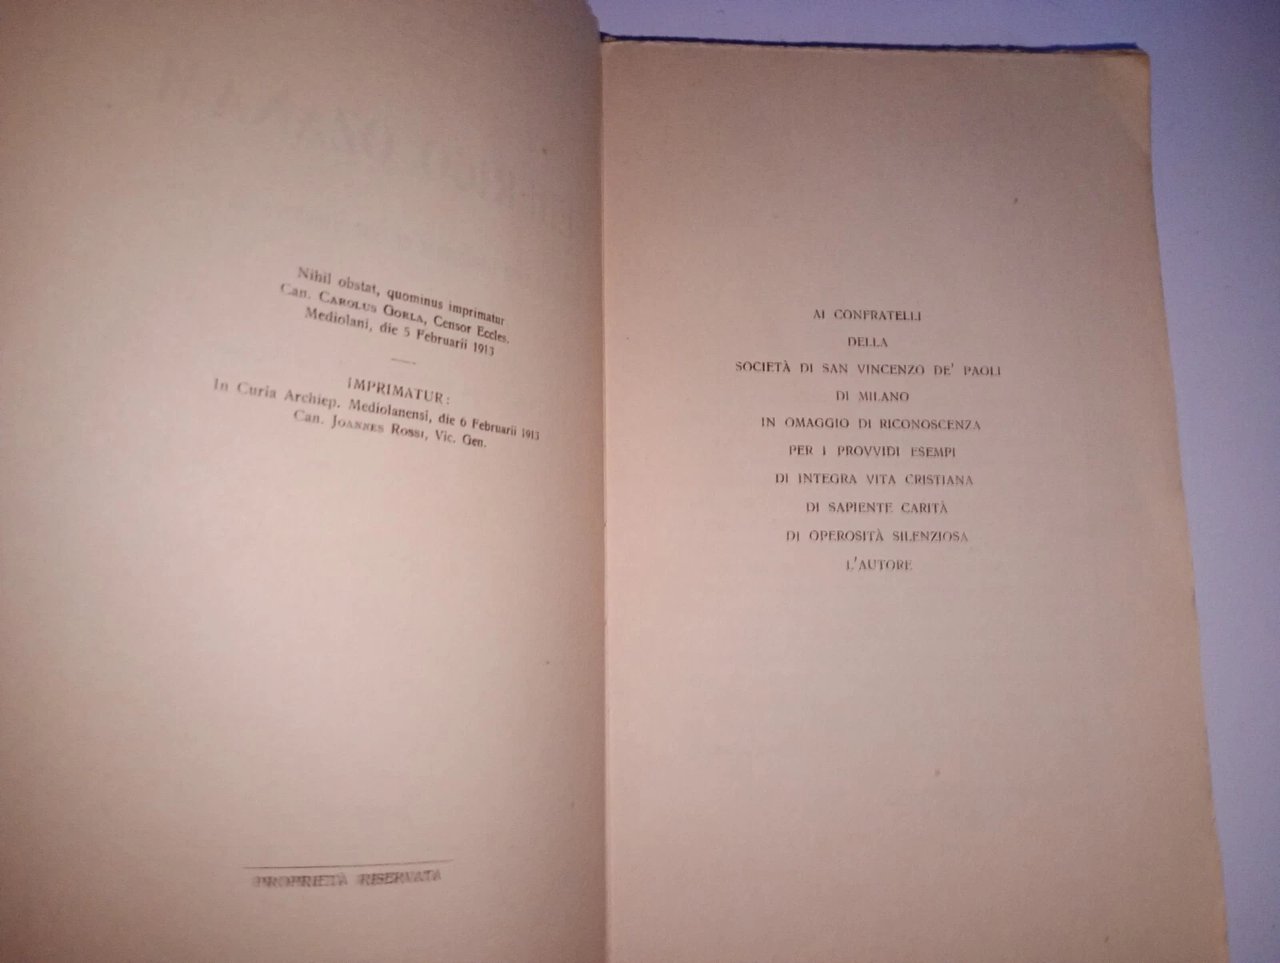 Nihil obstat, quominus imprimatur
Can. CAROLUS GORLA, Censor Eccles.
Mediolani, die 5 Februarii 1913
IMPRIMATUR:
In Curia Archiep. Mediolanensi, die 6 Februarii 1913
Can. JOANNES ROSSI, Vic. Gen.
PROPRIETÀ RISERVATA
AI CONFRATELLI
DELLA
SOCIETÀ DI SAN VINCENZO DE' PAOLI
DI MILANO
IN OMAGGIO DI RICONOSCENZA
PER I PROVVIDI ESEMPI
DI INTEGRA VITA CRISTIANA
DI SAPIENTE CARITÀ
DI OPEROSITÀ SILENZIOSA
L'AUTORE